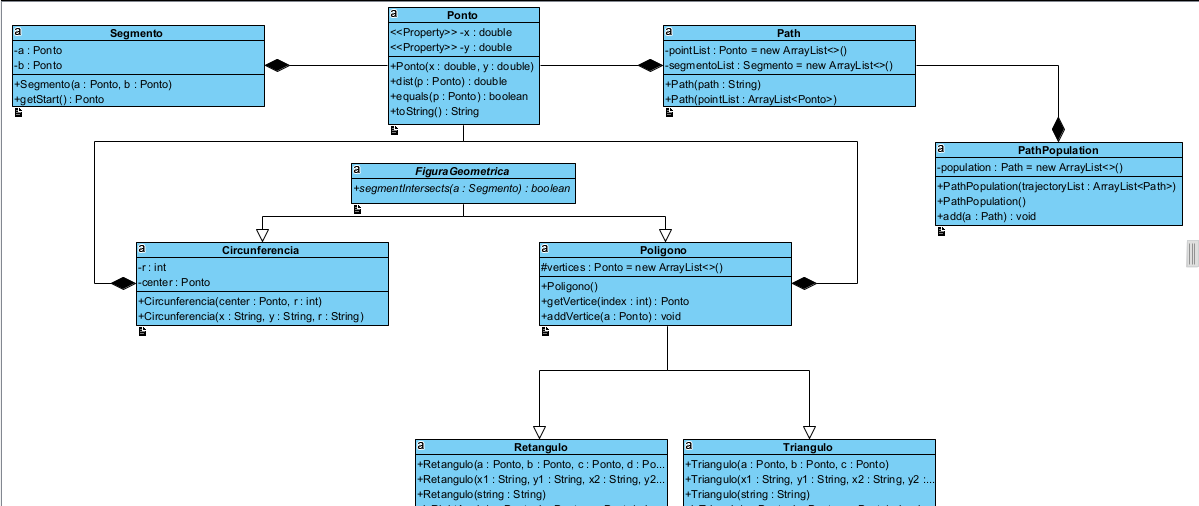 a
Segmento
-a : Ponto
-b : Ponto
+Segmento(a : Ponto, b : Ponto)
+getStart() : Ponto
a
Ponto
<<Property>> -x : double
<<Property>> -y : double
+Ponto(x : double, y : double)
+dist(p : Ponto) : double
+equals(p : Ponto) : boolean
+toString() : String
a
Path
-pointList : Ponto = new ArrayList<>()
-segmentoList : Segmento = new ArrayList<>()
+Path(path : String)
+Path(pointList : ArrayList<Ponto>)
a
PathPopulation
-population : Path = new ArrayList<>()
+PathPopulation(trajectoryList : ArrayList<Path>)
+PathPopulation()
+add(a : Path) : void
a
FiguraGeometrica
+segmentIntersects(a : Segmento) : boolean
a
Circunferencia
-r : int
-center : Ponto
+Circunferencia(center : Ponto, r : int)
+Circunferencia(x : String, y : String, r : String)
a
Poligono
#vertices : Ponto = new ArrayList<>()
+Poligono()
+getVertice(index : int) : Ponto
+addVertice(a : Ponto) : void
a
Retangulo
+Retangulo(a : Ponto, b : Ponto, c : Ponto, d : Po...
+Retangulo(x1 : String, y1 : String, x2 : String, y2...
+Retangulo(string : String)
a
Triangulo
+Triangulo(a : Ponto, b : Ponto, c : Ponto)
+Triangulo(x1 : String, y1 : String, x2 : String, y2 :...
+Triangulo(string : String)